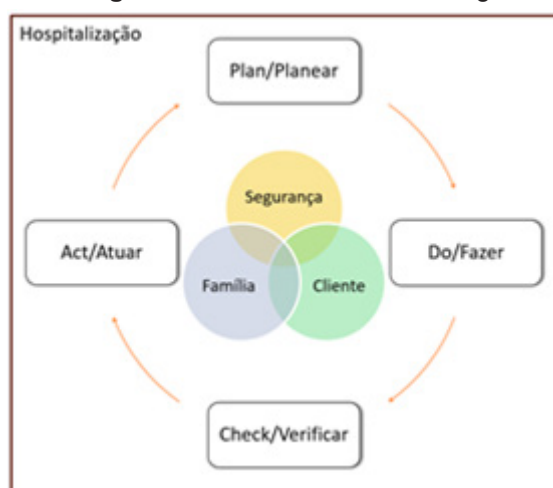 Hospitalização
Plan/Planear
Segurança
Act/Atuar
Do/Fazer
Família
Cliente
Check/Verificar